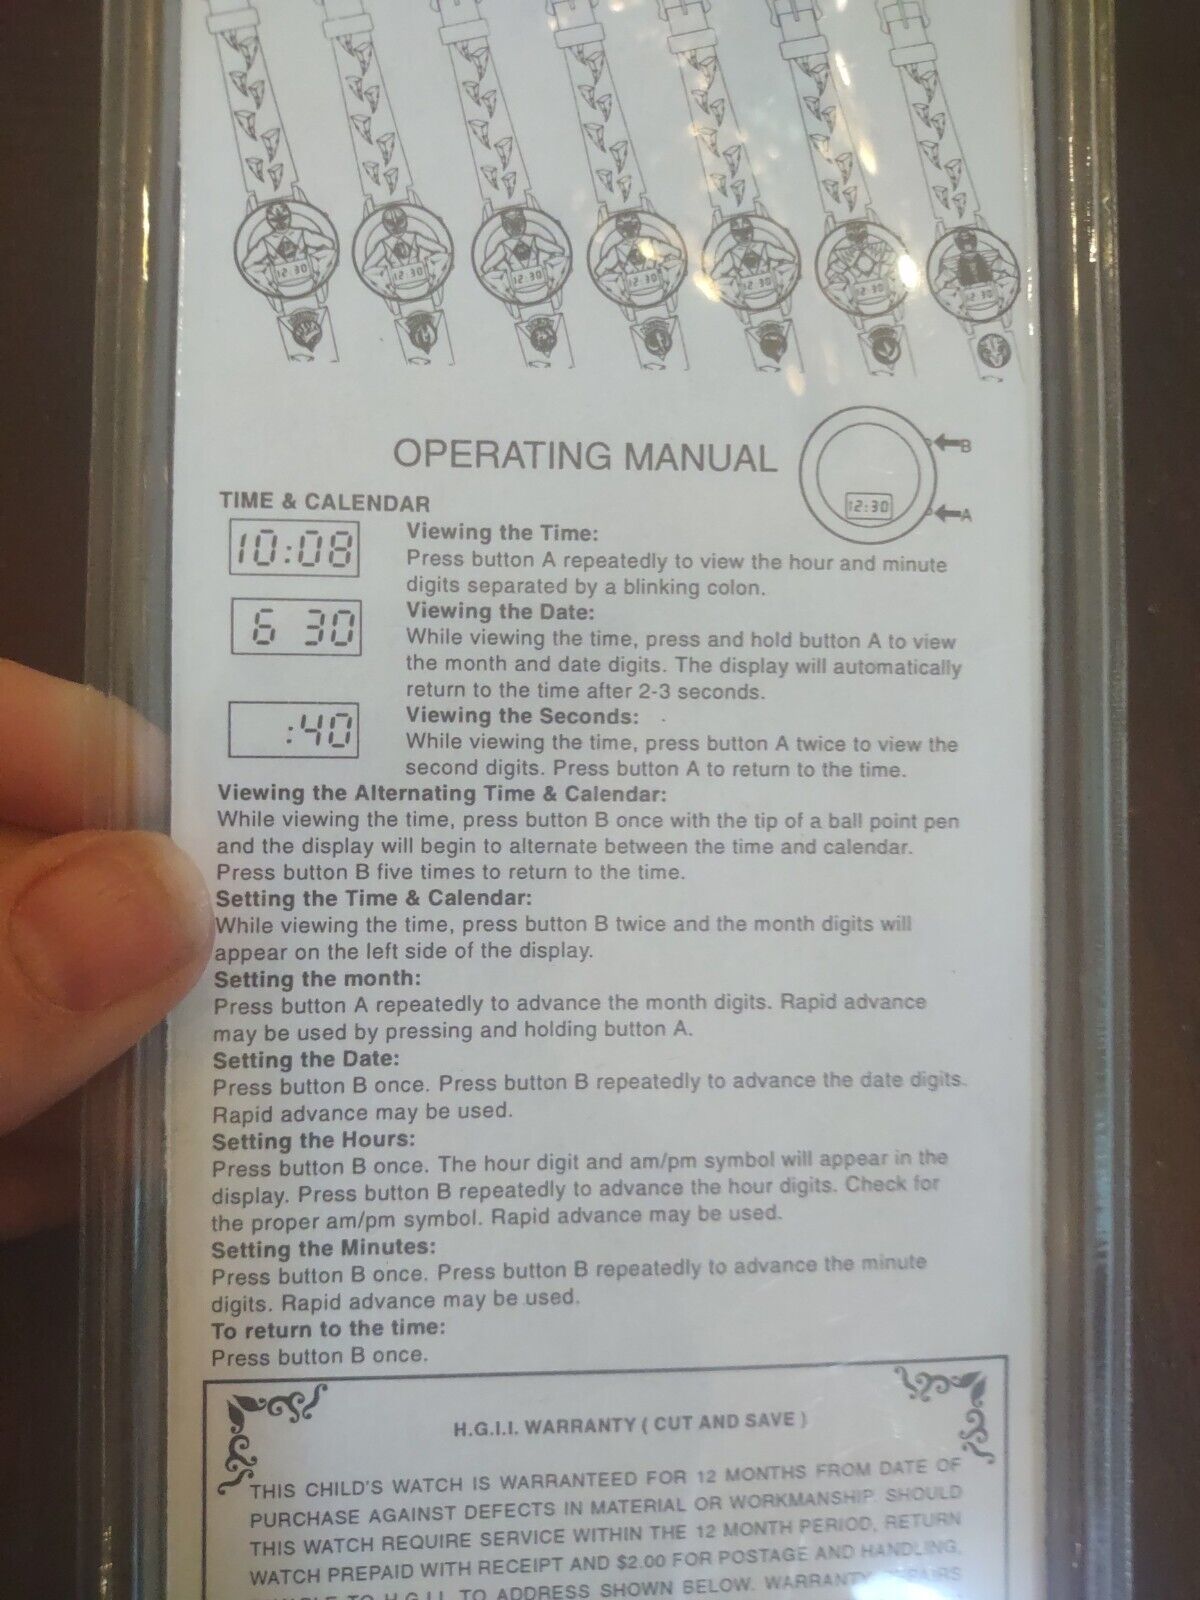 12:30
12:30
12:30
12:30
12:30
12:30
12:30
OPERATING MANUAL
B
12:30
A
TIME & CALENDAR
10:08
Viewing the Time:
Press button A repeatedly to view the hour and minute
digits separated by a blinking colon.
6 30
Viewing the Date:
While viewing the time, press and hold button A to view
the month and date digits. The display will automatically
return to the time after 2-3 seconds.
:40
Viewing the Seconds:
While viewing the time, press button A twice to view the
second digits. Press button A to return to the time.
Viewing the Alternating Time & Calendar:
While viewing the time, press button B once with the tip of a ball point pen
and the display will begin to alternate between the time and calendar.
Press button B five times to return to the time.
Setting the Time & Calendar:
While viewing the time, press button B twice and the month digits will
appear on the left side of the display.
Setting the month:
Press button A repeatedly to advance the month digits. Rapid advance
may be used by pressing and holding button A.
Setting the Date:
Press button B once. Press button B repeatedly to advance the date digits.
Rapid advance may be used.
Setting the Hours:
Press button B once. The hour digit and am/pm symbol will appear in the
display. Press button B repeatedly to advance the hour digits. Check for
the proper am/pm symbol. Rapid advance may be used.
Setting the Minutes:
Press button B once. Press button B repeatedly to advance the minute
digits. Rapid advance may be used.
To return to the time:
Press button B once.
H.G.I.I. WARRANTY ( CUT AND SAVE )
THIS CHILD'S WATCH IS WARRANTEED FOR 12 MONTHS FROM DATE OF
PURCHASE AGAINST DEFECTS IN MATERIAL OR WORKMANSHIP. SHOULD
THIS WATCH REQUIRE SERVICE WITHIN THE 12 MONTH PERIOD, RETURN
WATCH PREPAID WITH RECEIPT AND $2.00 FOR POSTAGE AND HANDLING,
TO H.G.I.I. TO ADDRESS SHOWN BELOW. WARRANTY